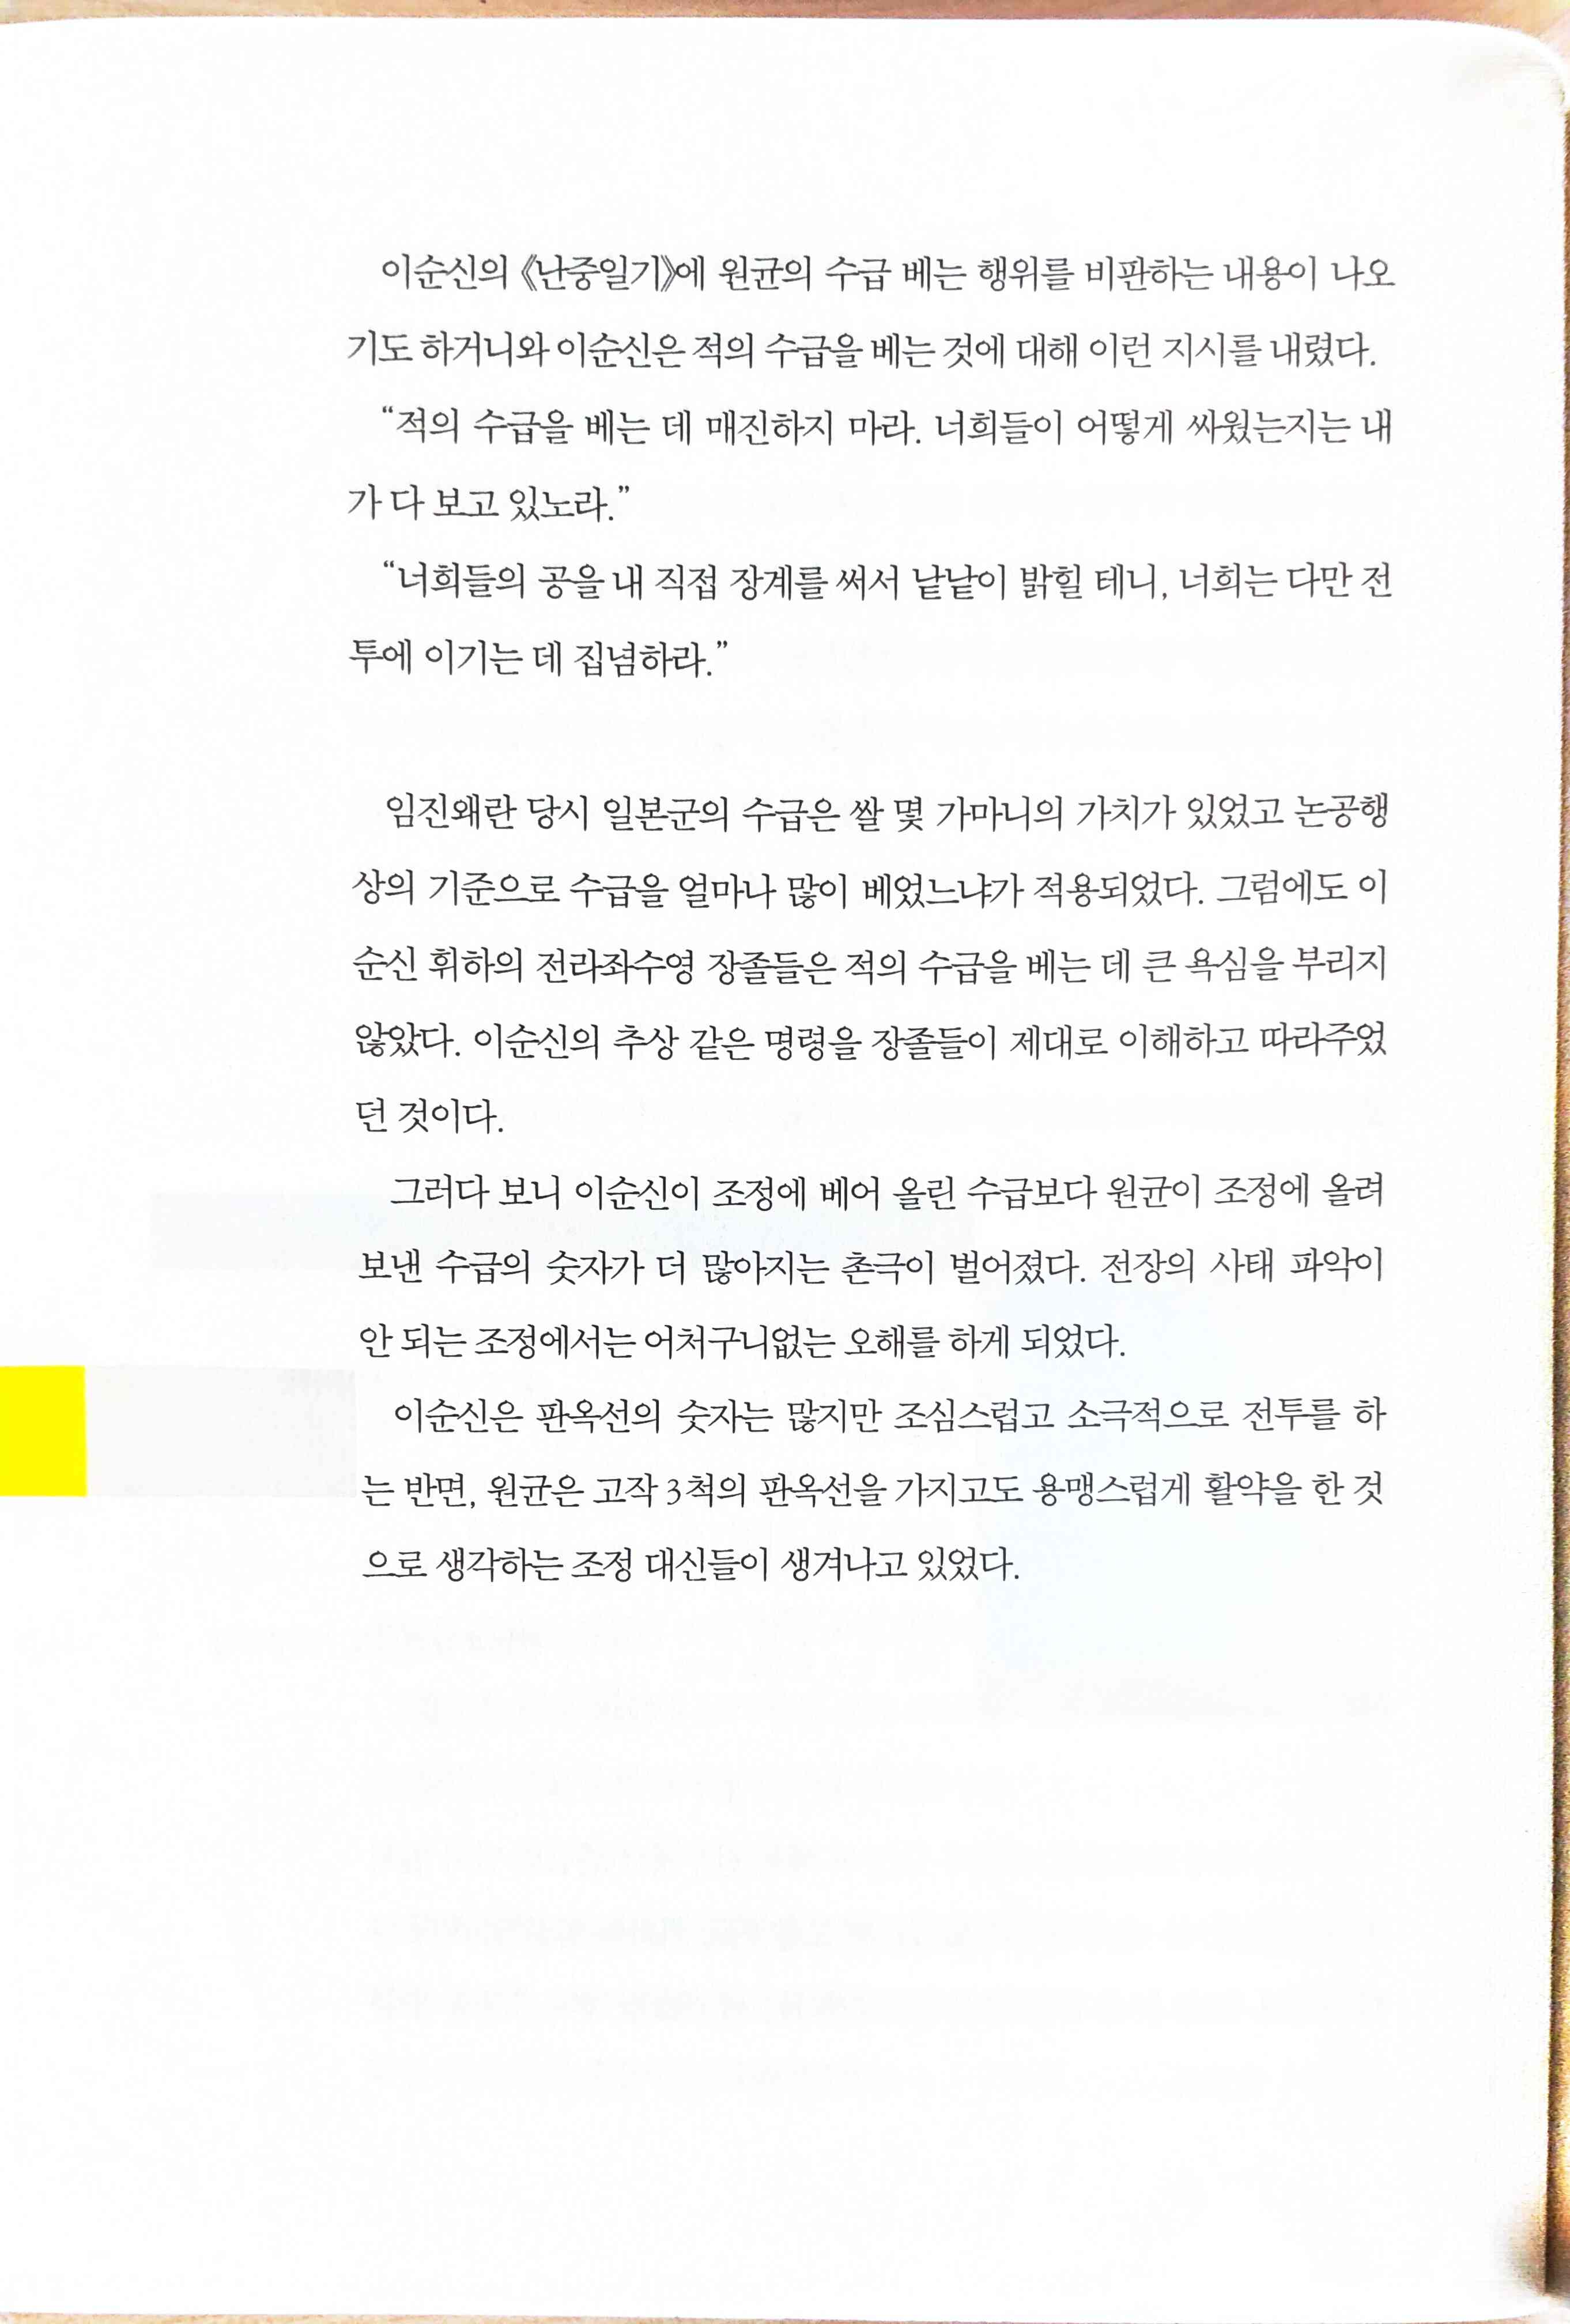 이순신의 《난중일기》에 원균의 수급 베는 행위를 비판하는 내용이 나오
기도 하거니와 이순신은 적의 수급을 베는 것에 대해 이런 지시를 내렸다.
“적의 수급을 베는 데 매진하지 마라. 너희들이 어떻게 싸웠는지는 내
가 다 보고 있노라.”
“너희들의 공을 내 직접 장계를 써서 낱낱이 밝힐 테니, 너희는 다만 전
투에 이기는 데 집념하라.”
임진왜란 당시 일본군의 수급은 쌀 몇 가마니의 가치가 있었고 논공행
상의 기준으로 수급을 얼마나 많이 베었느냐가 적용되었다. 그럼에도 이
순신 휘하의 전라좌수영 장졸들은 적의 수급을 베는 데 큰 욕심을 부리지
않았다. 이순신의 추상 같은 명령을 장졸들이 제대로 이해하고 따라주었
던 것이다.
그러다 보니 이순신이 조정에 베어 올린 수급보다 원균이 조정에 올려
보낸 수급의 숫자가 더 많아지는 촌극이 벌어졌다. 전장의 사태 파악이
안 되는 조정에서는 어처구니없는 오해를 하게 되었다.
이순신은 판옥선의 숫자는 많지만 조심스럽고 소극적으로 전투를 하
는 반면, 원균은 고작 3척의 판옥선을 가지고도 용맹스럽게 활약을 한 것
으로 생각하는 조정 대신들이 생겨나고 있었다.